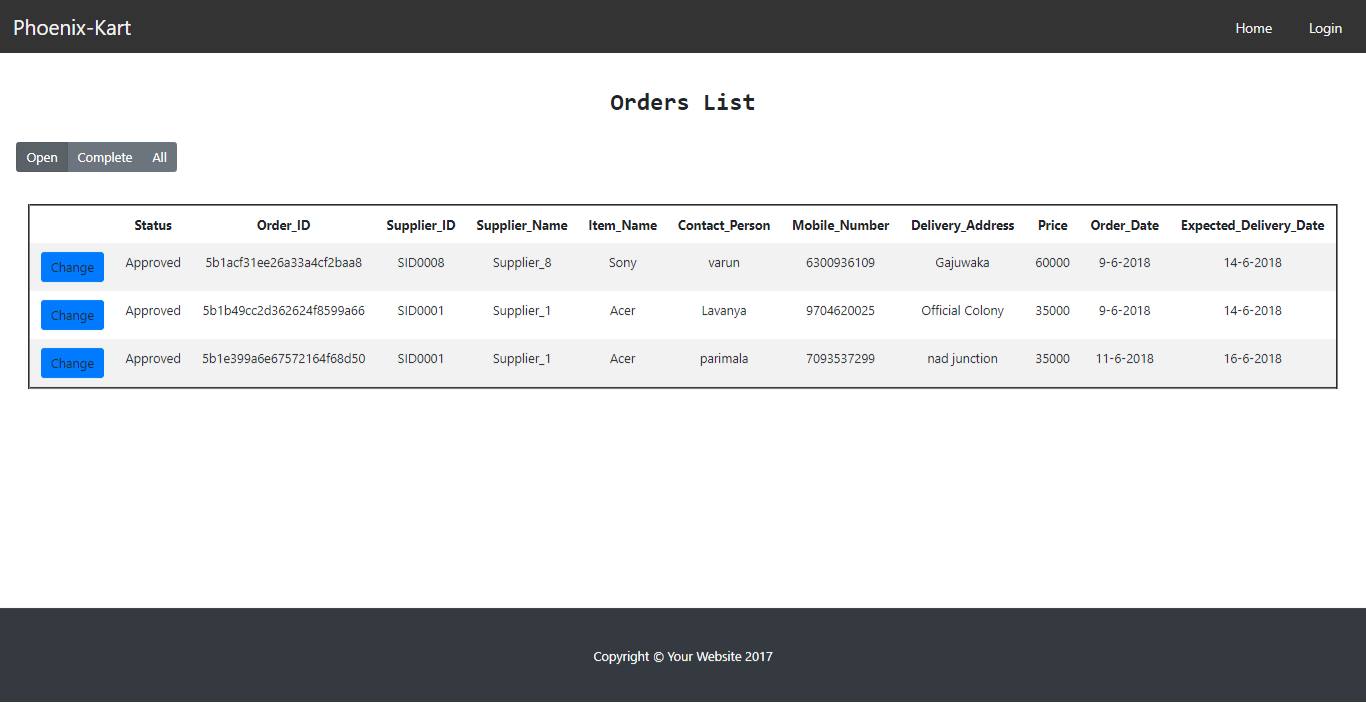 Phoenix-Kart Home Login
Orders List
Open Complete All
Status Order_ID Supplier_ID Supplier_Name Item_Name Contact_Person Mobile_Number Delivery_Address Price Order_Date Expected_Delivery_Date
Change Approved 5b1acf31ee26a33a4cf2baa8 SID0008 Supplier_8 Sony varun 6300936109 Gajuwaka 60000 9-6-2018 14-6-2018
Change Approved 5b1b49cc2d362624f8599a66 SID0001 Supplier_1 Acer Lavanya 9704620025 Official Colony 35000 9-6-2018 14-6-2018
Change Approved 5b1e399a6e67572164f68d50 SID0001 Supplier_1 Acer parimala 7093537299 nad junction 35000 11-6-2018 16-6-2018
Copyright © Your Website 2017